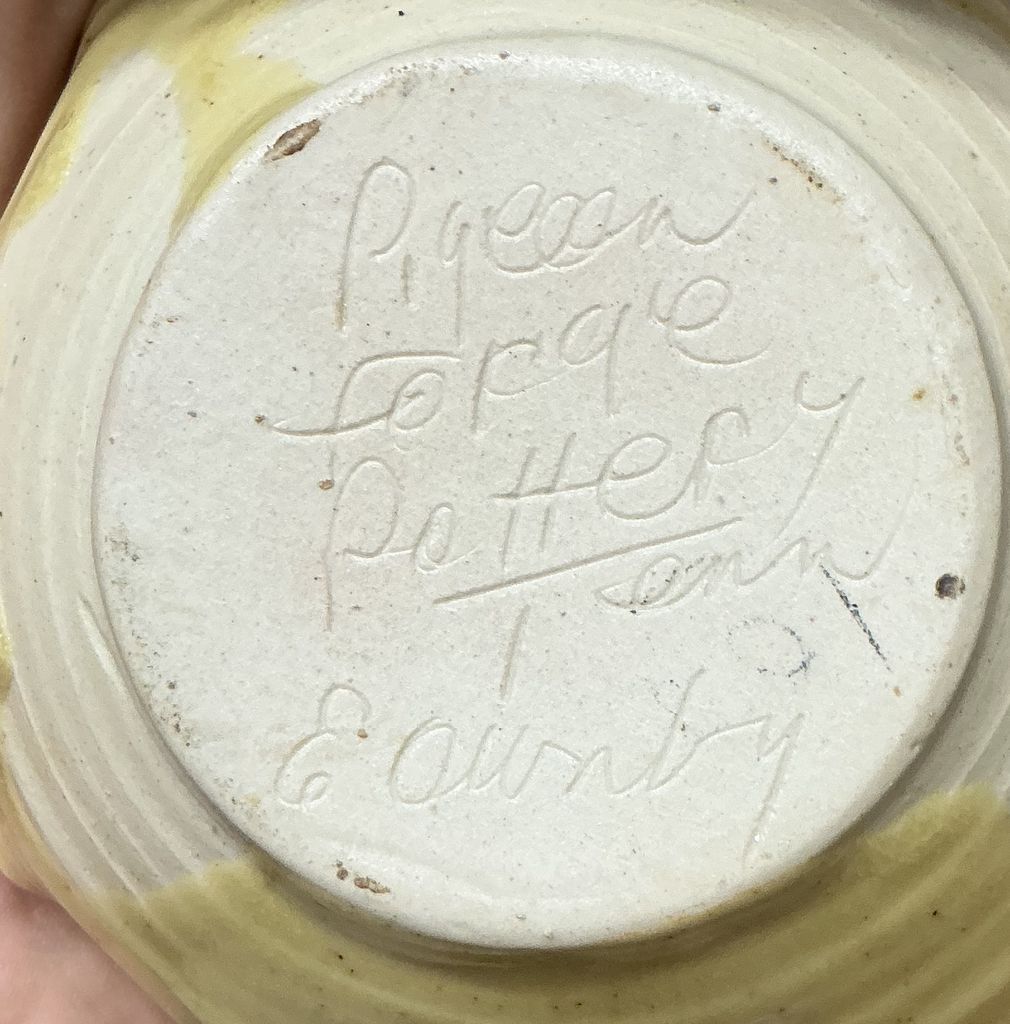 Pigeon
forge
Pottery
Tenn
E Ownby